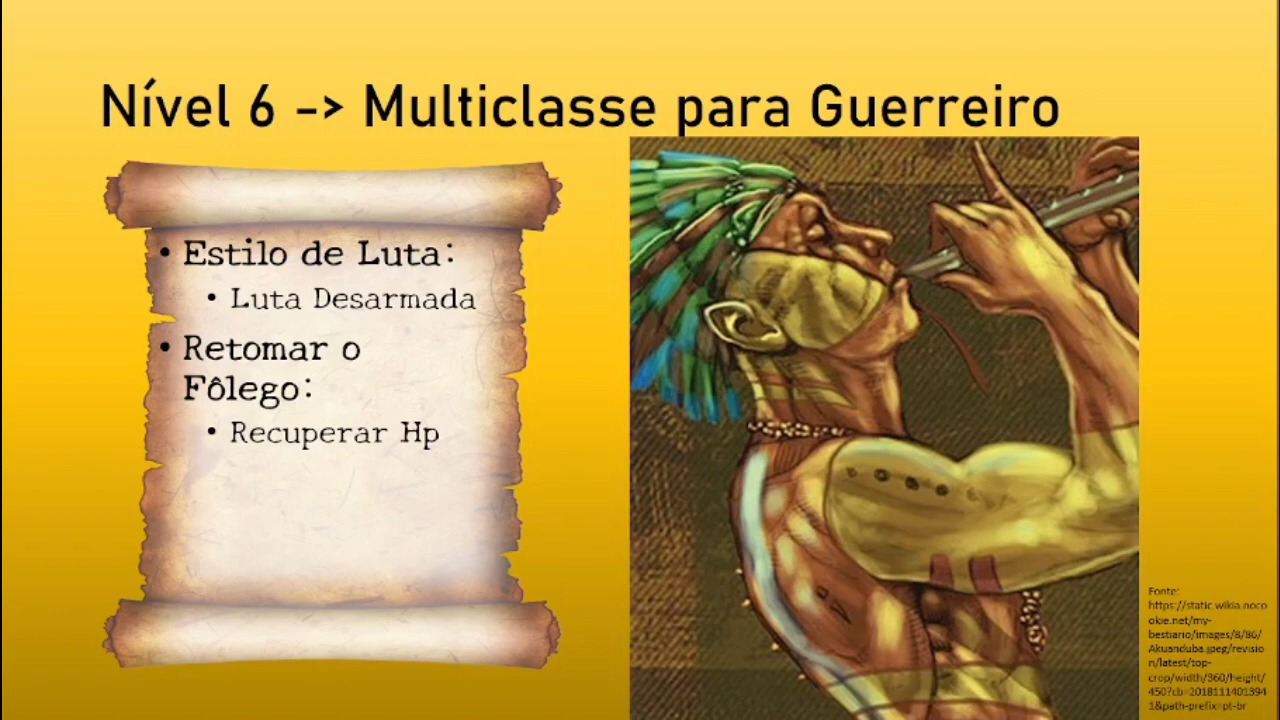 Nível 6 -> Multiclasse para Guerreiro
• Estilo de Luta:
• Luta Desarmada
• Retomar o
Fôlego:
• Recuperar Hp
Fonte:
https://static.wikia.noco
okie.net/my-
bestiario/images/8/86/
Akuanduba.jpeg/revisio
n/latest/top-
crop/width/360/height/
450?cb=2018111401394
1&path-prefix=pt-br